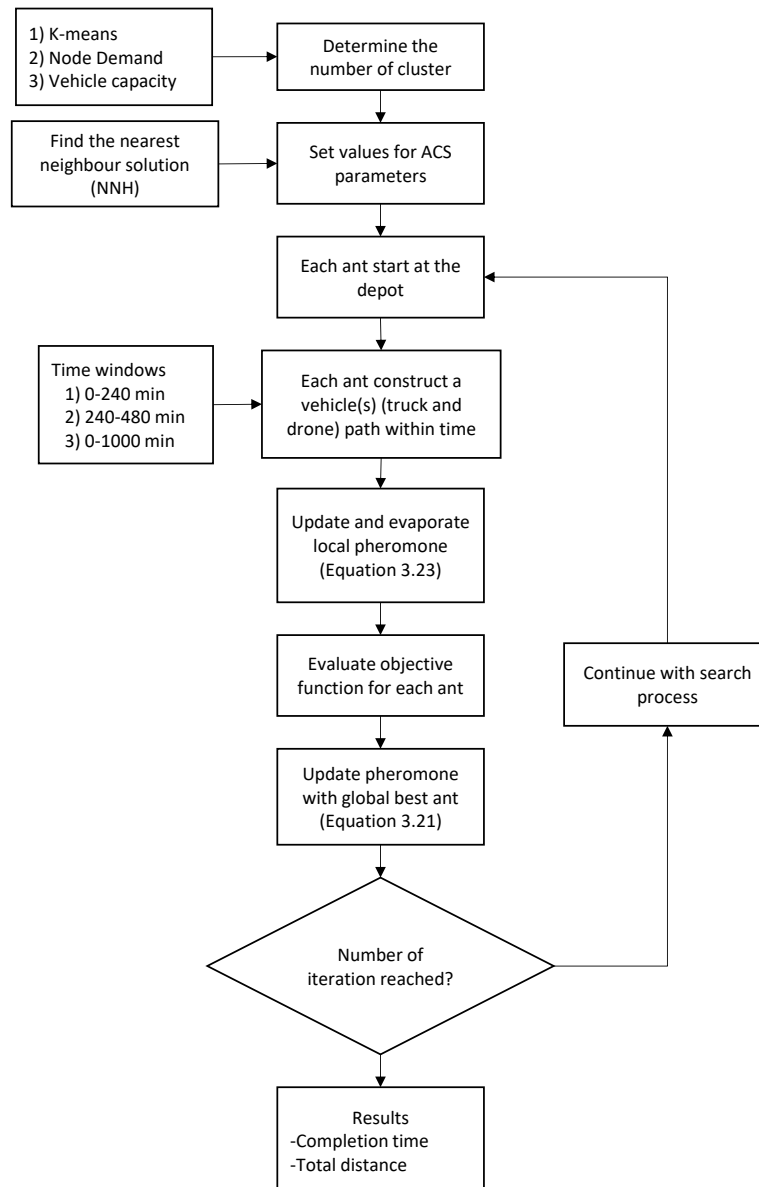 1) K-means
2) Node Demand
3) Vehicle capacity
Determine the
number of cluster
Find the nearest
neighbour solution
(NNH)
Set values for ACS
parameters
Each ant start at the
depot
Time windows
1) 0-240 min
2) 240-480 min
3) 0-1000 min
Each ant construct a
vehicle(s) (truck and
drone) path within time
Update and evaporate
local pheromone
(Equation 3.23)
Evaluate objective
function for each ant
Continue with search
process
Update pheromone
with global best ant
(Equation 3.21)
Number of
iteration reached?
Results
-Completion time
-Total distance